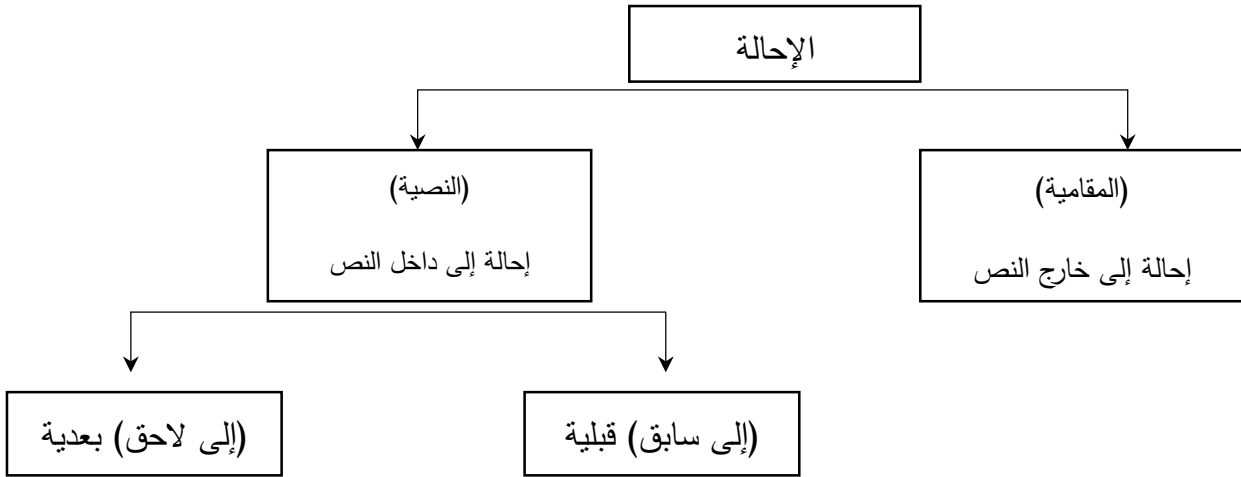 الإحالة
(المقامية)
إحالة إلى خارج النص
(النصية)
إحالة إلى داخل النص
(إلى سابق) قبلية
(إلى لاحق) بعدية